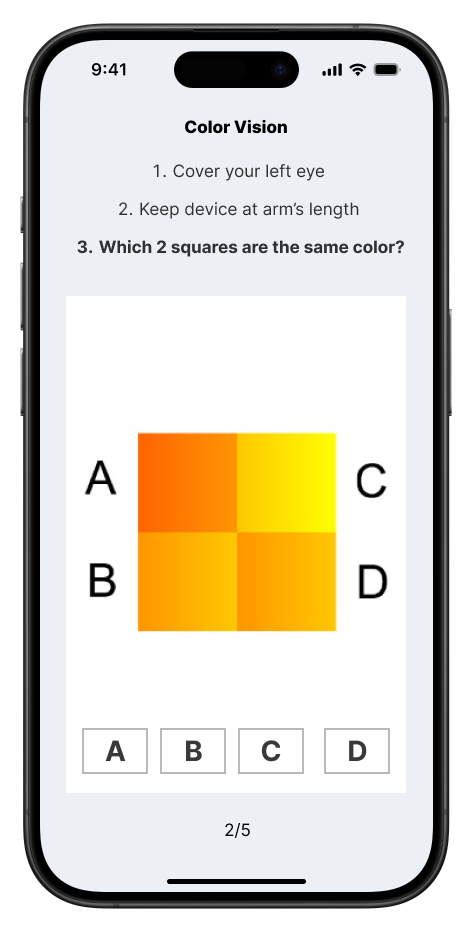 9:41
Color Vision
1. Cover your left eye
2. Keep device at arm’s length
3. Which 2 squares are the same color?
A C
B D
A B C D
2/5